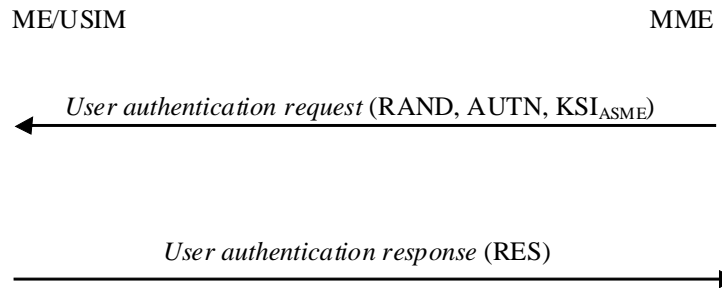 ME/USIM MME
User authentication request (RAND, AUTN, KSIASME)
User authentication response (RES)